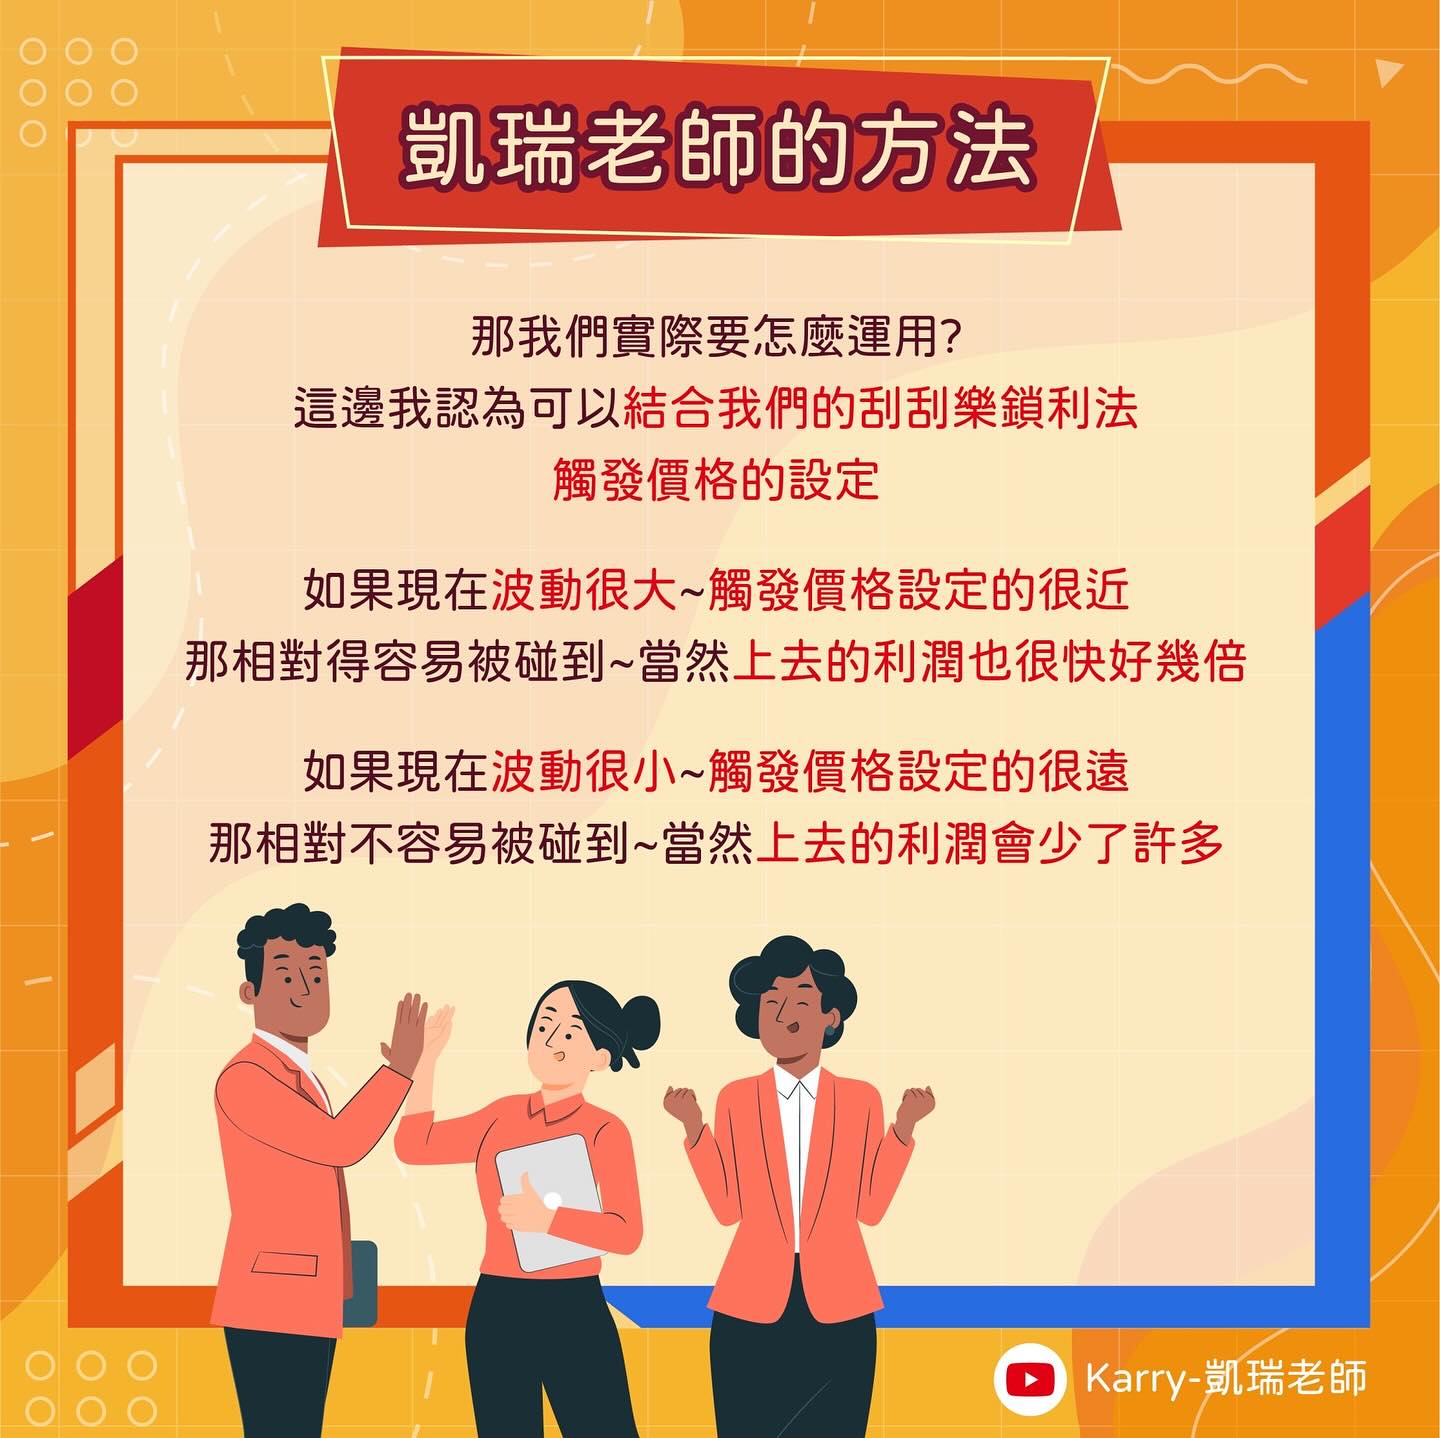 凱瑞老師的方法
那我們實際要怎麼運用?
這邊我認為可以結合我們的刮刮樂鎖利法
觸發價格的設定
如果現在波動很大~觸發價格設定的很近
那相對得容易被碰到~當然上去的利潤也很快好幾倍
如果現在波動很小~觸發價格設定的很遠
那相對不容易被碰到~當然上去的利潤會少了許多
Karry-凱瑞老師